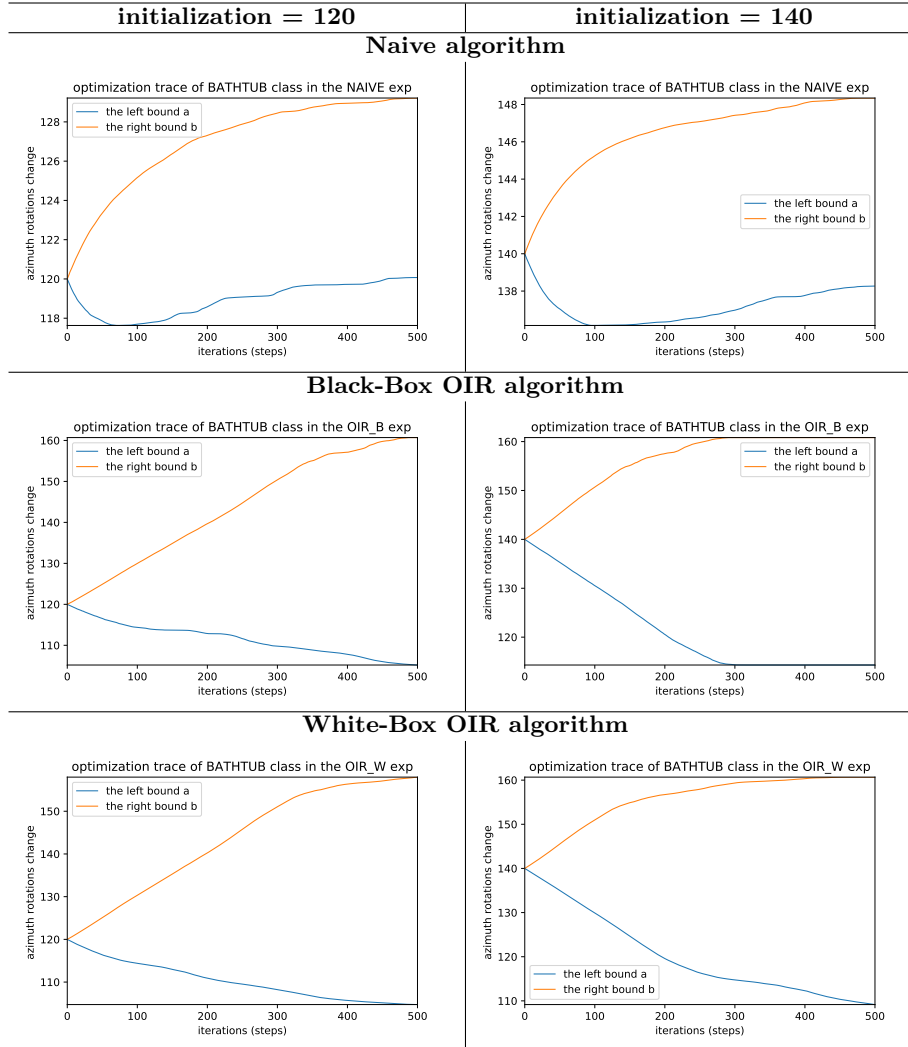 initialization = 120
initialization = 140
Naive algorithm
optimization trace of BATHTUB class in the NAIVE exp
the left bound a
the right bound b
azimuth rotations change
128
126
124
122
120
118
0 100 200 300 400 500
iterations (steps)
optimization trace of BATHTUB class in the NAIVE exp
the left bound a
the right bound b
azimuth rotations change
148
146
144
142
140
138
0 100 200 300 400 500
iterations (steps)
Black-Box OIR algorithm
optimization trace of BATHTUB class in the OIR_B exp
the left bound a
the right bound b
azimuth rotations change
160
150
140
130
120
110
0 100 200 300 400 500
iterations (steps)
optimization trace of BATHTUB class in the OIR_B exp
the left bound a
the right bound b
azimuth rotations change
160
150
140
130
120
0 100 200 300 400 500
iterations (steps)
White-Box OIR algorithm
optimization trace of BATHTUB class in the OIR_W exp
the left bound a
the right bound b
azimuth rotations change
150
140
130
120
110
0 100 200 300 400 500
iterations (steps)
optimization trace of BATHTUB class in the OIR_W exp
the left bound a
the right bound b
azimuth rotations change
160
150
140
130
120
110
0 100 200 300 400 500
iterations (steps)